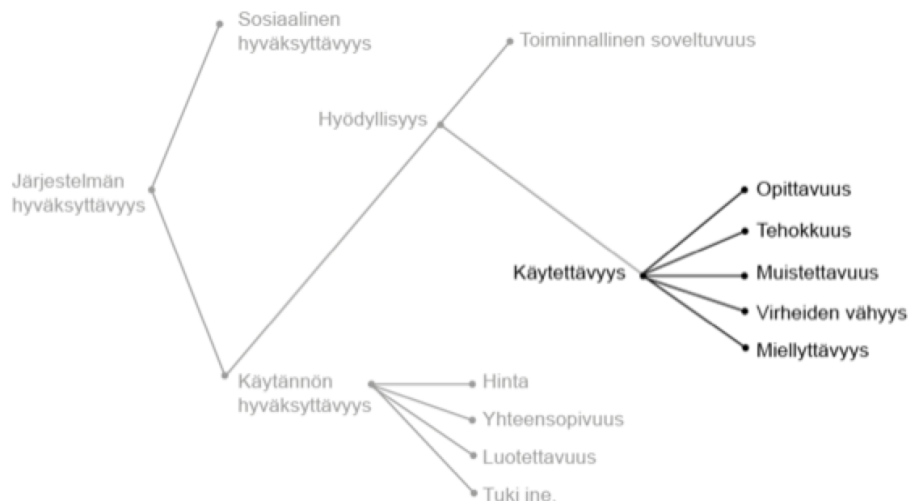 Sosiaalinen
hyväksyttävyys
Toiminnallinen soveltuvuus
Hyödyllisyys
Järjestelmän
hyväksyttävyys
Opittavuus
Tehokkuus
Käytettävyys
Muistettavuus
Virheiden vähyys
Miellyttävyys
Käytännön
hyväksyttävyys
Hinta
Yhteensopivuus
Luotettavuus
Tuki jne.